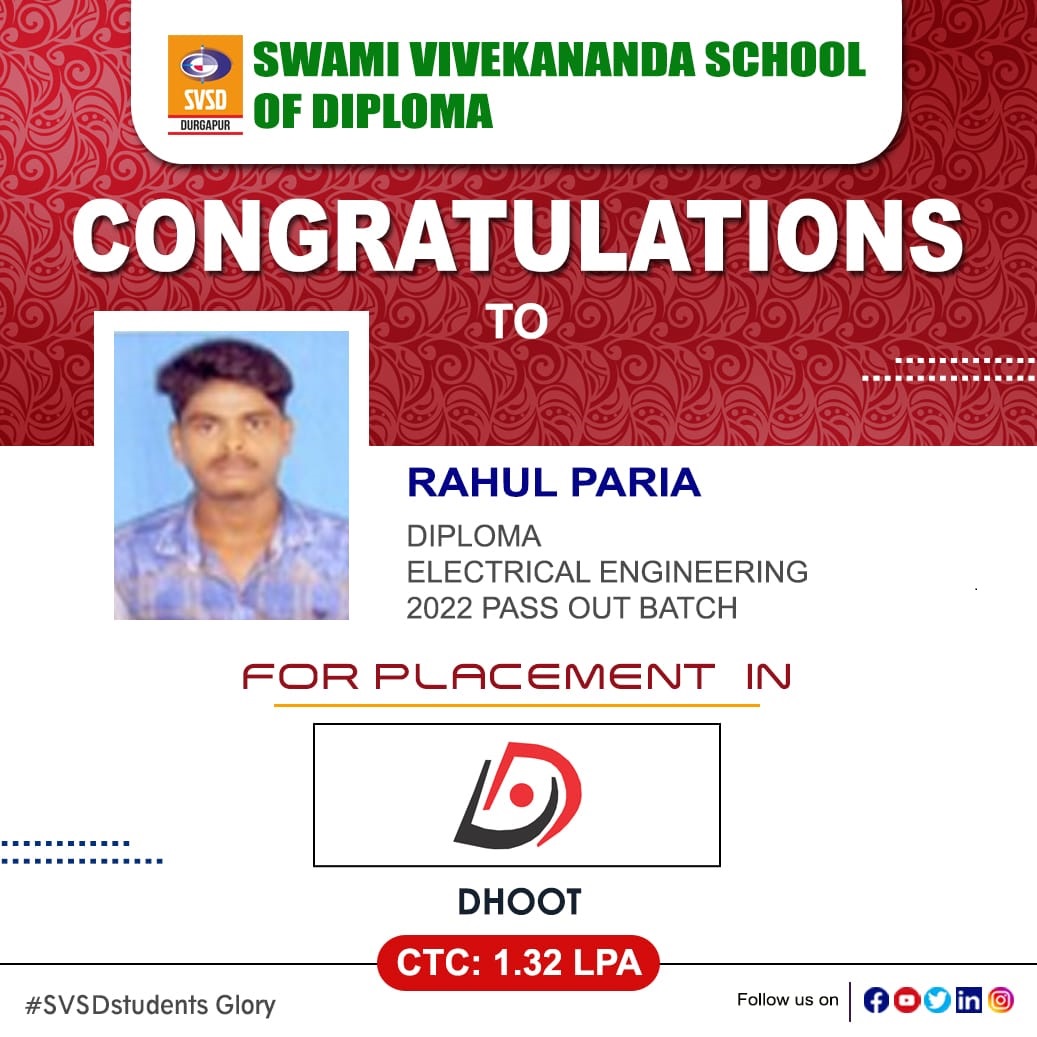 SVSD
DURGAPUR
SWAMI VIVEKANANDA SCHOOL
OF DIPLOMA
CONGRATULATIONS
TO
RAHUL PARIA
DIPLOMA
ELECTRICAL ENGINEERING
2022 PASS OUT BATCH
FOR PLACEMENT IN
DHOOT
CTC: 1.32 LPA
#SVSDstudents Glory
Follow us on